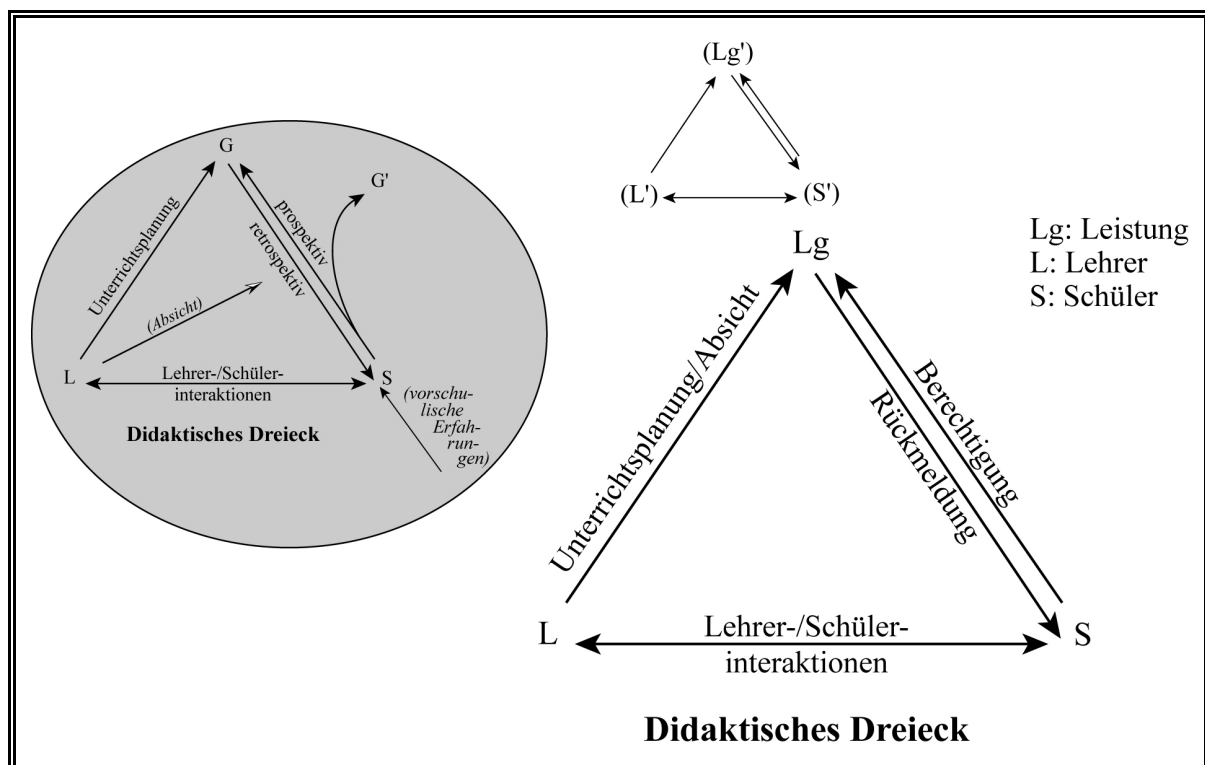 G
G'
Unterrichtsplanung
prospektiv
retrospektiv
(Absicht)
L
Lehrer-/Schüler-
interaktionen
S
(vorschu-
lische
Erfah-
run-
gen)
Didaktisches Dreieck
(Lg')
(L')
(S')
Lg
Lg: Leistung
L: Lehrer
S: Schüler
Unterrichtsplanung/Absicht
Berechtigung
Rückmeldung
L
Lehrer-/Schüler-
interaktionen
S
Didaktisches Dreieck